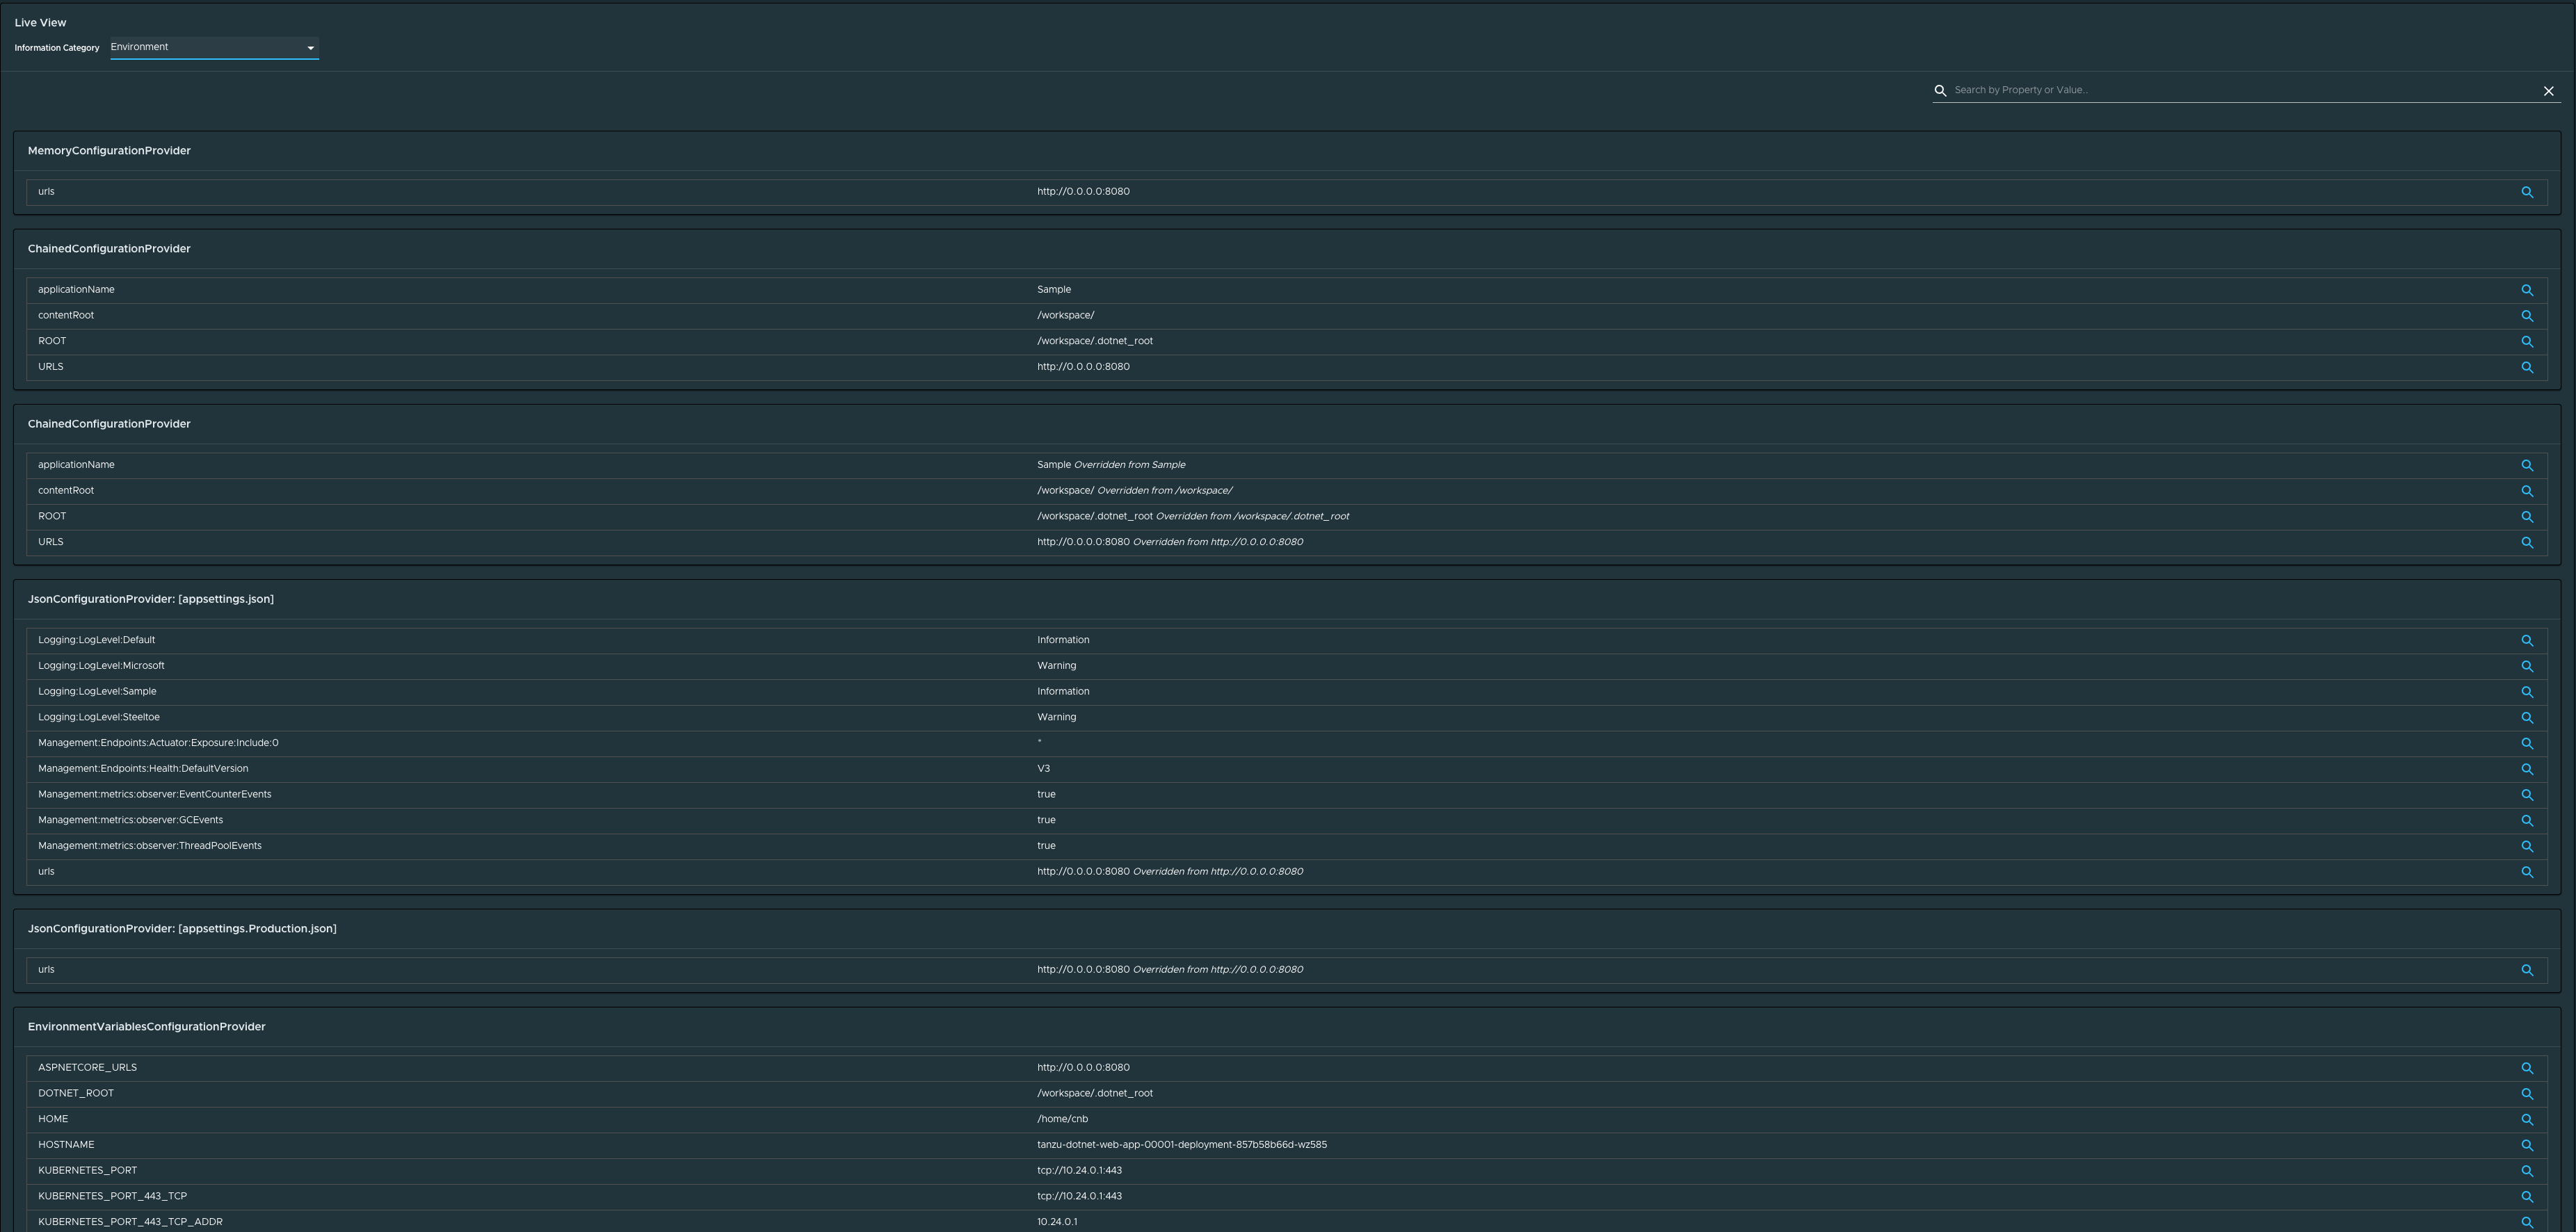 Live View
Information Category Environment
Search by Property or Value...
MemoryConfigurationProvider
urls http://0.0.0.0:8080
ChainedConfigurationProvider
applicationName Sample
contentRoot /workspace/
ROOT /workspace/.dotnet_root
URLS http://0.0.0.0:8080
ChainedConfigurationProvider
applicationName Sample Overridden from Sample
contentRoot /workspace/ Overridden from /workspace/
ROOT /workspace/.dotnet_root Overridden from /workspace/.dotnet_root
URLS http://0.0.0.0:8080 Overridden from http://0.0.0.0:8080
JsonConfigurationProvider: [appsettings.json]
Logging:LogLevel:Default Information
Logging:LogLevel:Microsoft Warning
Logging:LogLevel:Sample Information
Logging:LogLevel:Steeltoe Warning
Management:Endpoints:Actuator:Exposure:Include:0 *
Management:Endpoints:Health:DefaultVersion V3
Management:metrics:observer:EventCounterEvents true
Management:metrics:observer:GCEvents true
Management:metrics:observer:ThreadPoolEvents true
urls http://0.0.0.0:8080 Overridden from http://0.0.0.0:8080
JsonConfigurationProvider: [appsettings.Production.json]
urls http://0.0.0.0:8080 Overridden from http://0.0.0.0:8080
EnvironmentVariablesConfigurationProvider
ASPNETCORE_URLS http://0.0.0.0:8080
DOTNET_ROOT /workspace/.dotnet_root
HOME /home/cnb
HOSTNAME tanzu-dotnet-web-app-00001-deployment-857b58b66d-wz585
KUBERNETES_PORT tcp://10.24.0.1:443
KUBERNETES_PORT_443_TCP tcp://10.24.0.1:443
KUBERNETES_PORT_443_TCP_ADDR 10.24.0.1